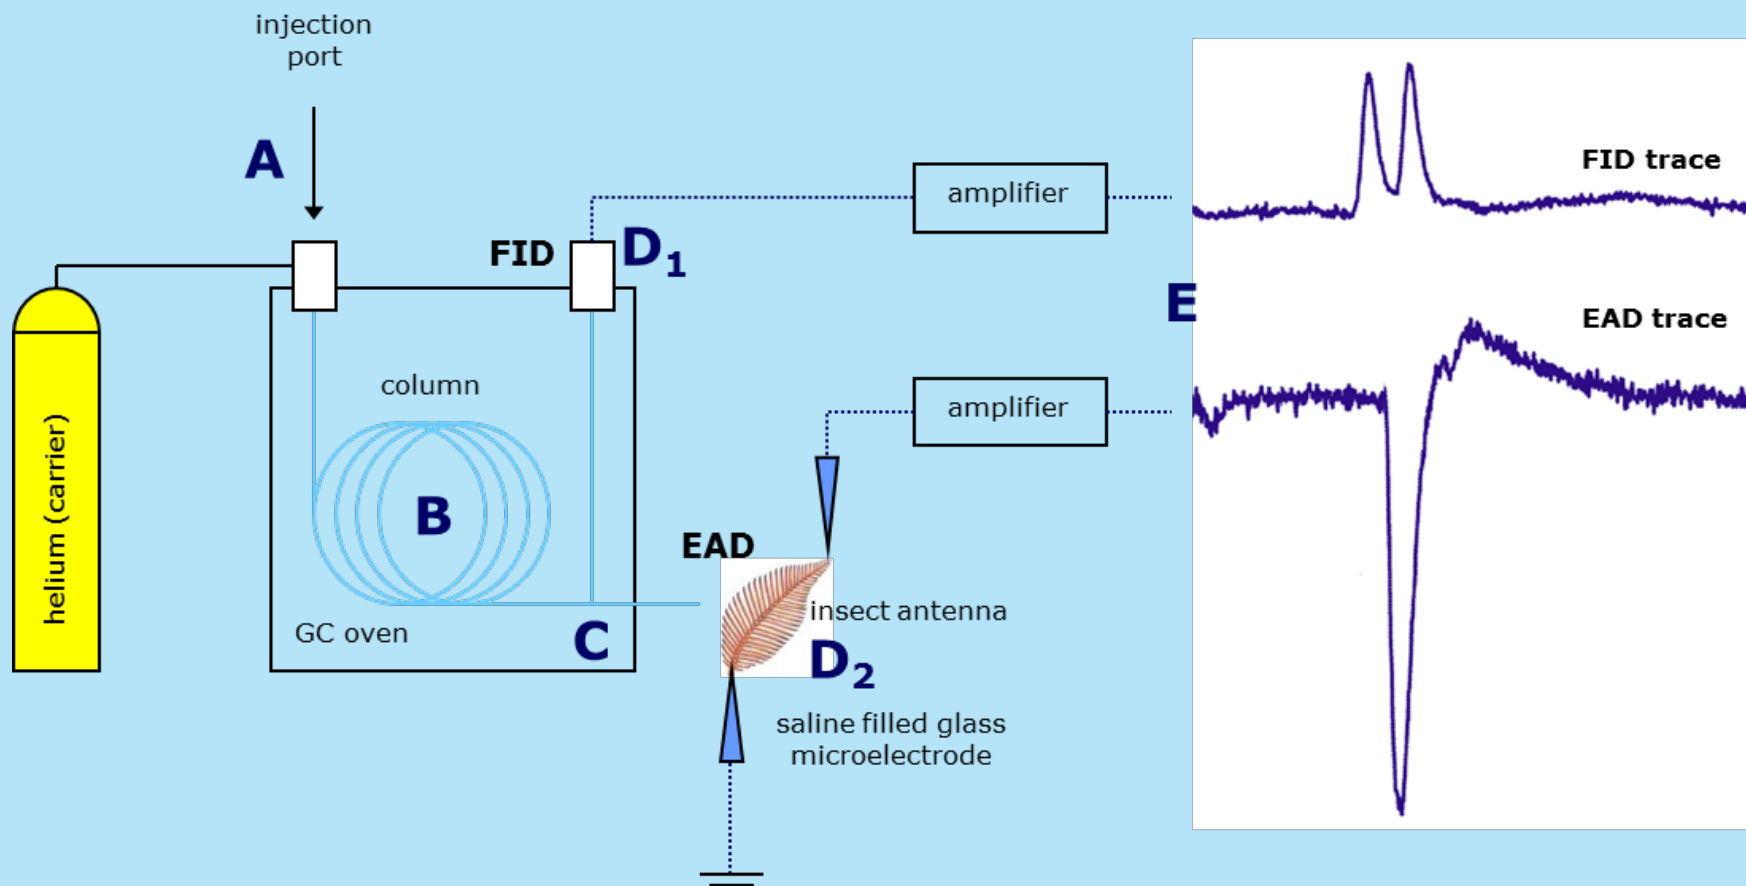 injection
port
A
FID
D₁
amplifier
FID trace
E
EAD trace
column
amplifier
helium (carrier)
B
EAD
insect antenna
GC oven
C
D₂
saline filled glass
microelectrode